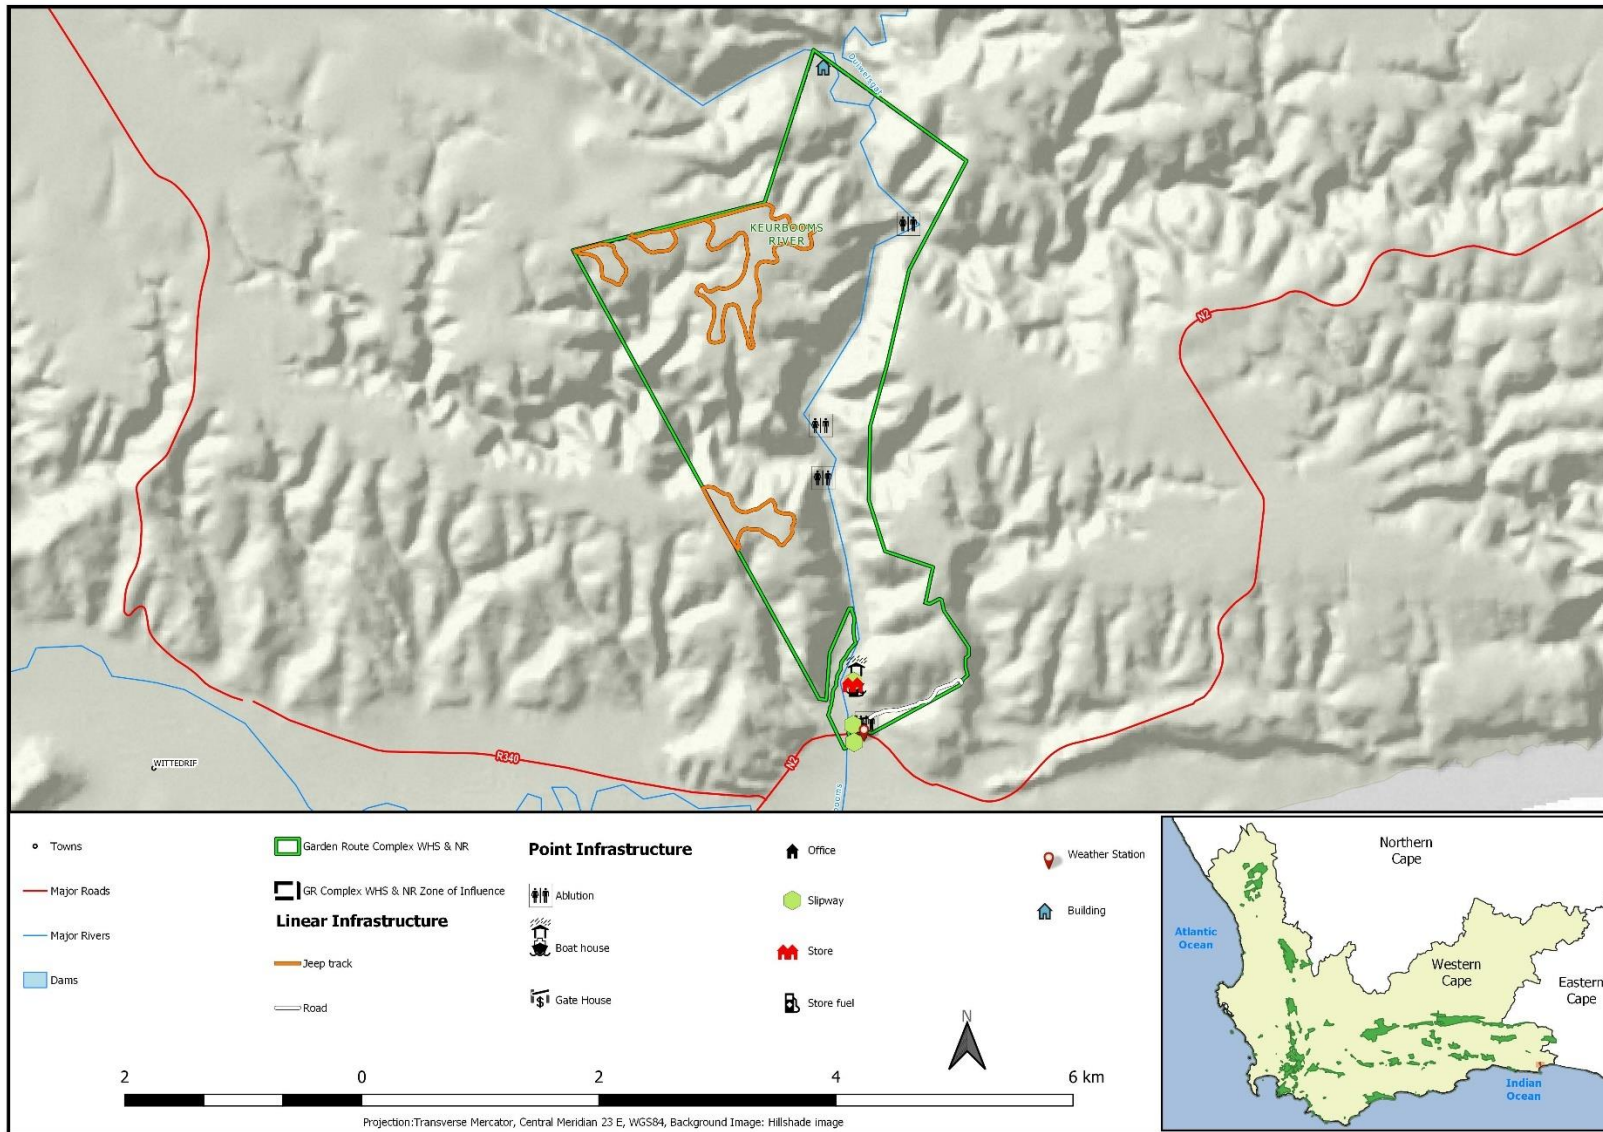 Duiwelsgat
KEURBOOMS
RIVER
N2
R340
N2
WITTEDRIF
Towns
Major Roads
Major Rivers
Dams
Garden Route Complex WHS & NR
GR Complex WHS & NR Zone of Influence
Linear Infrastructure
Jeep track
Road
Point Infrastructure
Ablution
Boat house
Gate House
Office
Slipway
Store
Store fuel
Weather Station
Building
N
2 0 2 4 6 km
Projection:Transverse Mercator, Central Meridian 23 E, WGS84, Background Image: Hillshade image
Northern
Cape
Atlantic
Ocean
Western
Cape
Eastern
Cape
Indian
Ocean